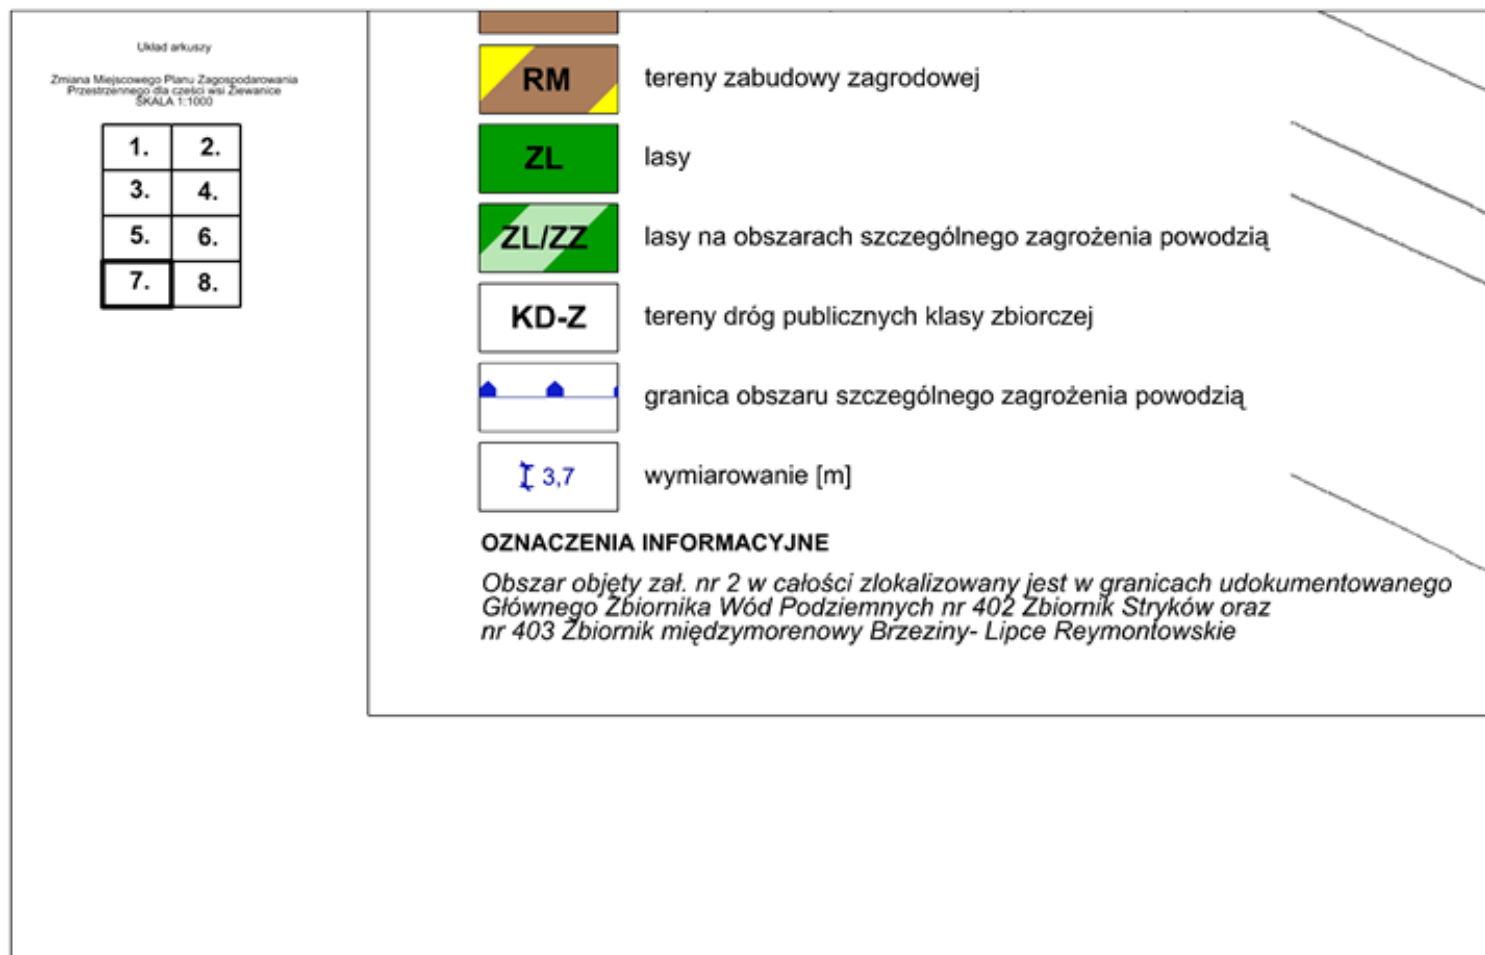 Układ arkuszy
Zmiana Miejscowego Planu Zagospodarowania
Przestrzennego dla cześci wsi Ziewanice
SKALA 1:1000
1. 2.
3. 4.
5. 6.
7. 8.
RM tereny zabudowy zagrodowej
ZL lasy
ZL/ZZ lasy na obszarach szczególnego zagrożenia powodzią
KD-Z tereny dróg publicznych klasy zbiorczej
granica obszaru szczególnego zagrożenia powodzią
3,7 wymiarowanie [m]
OZNACZENIA INFORMACYJNE
Obszar objęty zał. nr 2 w całości zlokalizowany jest w granicach udokumentowanego
Głównego Zbiornika Wód Podziemnych nr 402 Zbiornik Stryków oraz
nr 403 Zbiornik międzymorenowy Brzeziny- Lipce Reymontowskie